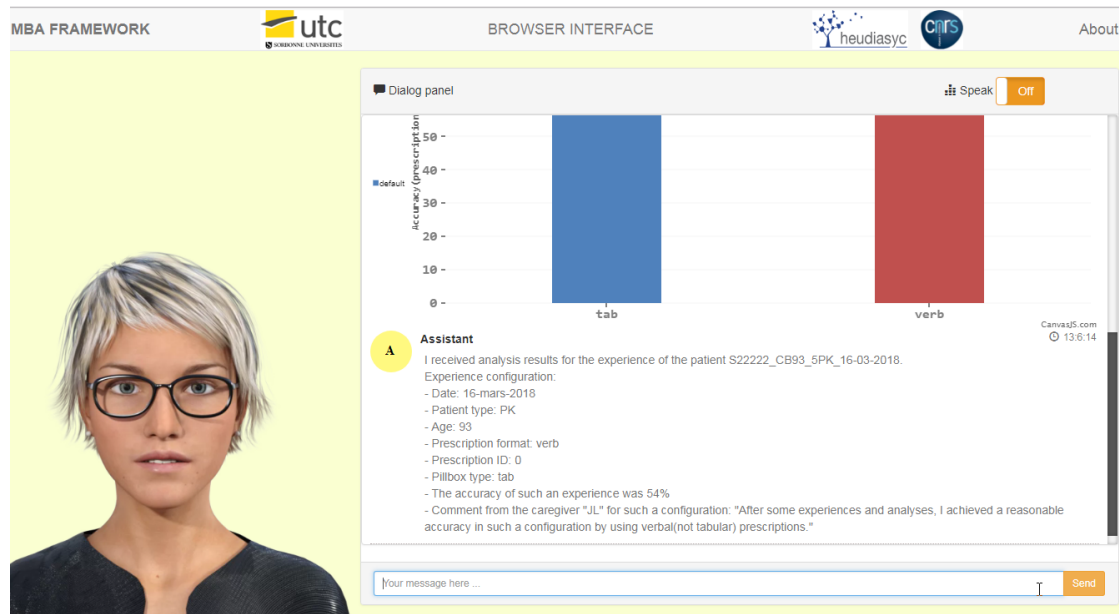 MBA FRAMEWORK
utc
SORBONNE UNIVERSITES
BROWSER INTERFACE
heudiasyc
cnrs
About
Dialog panel
Speak
Off
Accuracy(prescription
50
40
default
30
20
10
0
tab
verb
CanvasJS.com
Assistant
13:6:14
A
I received analysis results for the experience of the patient S22222_CB93_5PK_16-03-2018.
Experience configuration:
- Date: 16-mars-2018
- Patient type: PK
- Age: 93
- Prescription format: verb
- Prescription ID: 0
- Pillbox type: tab
- The accuracy of such an experience was 54%
- Comment from the caregiver "JL" for such a configuration: "After some experiences and analyses, I achieved a reasonable
accuracy in such a configuration by using verbal(not tabular) prescriptions."
Your message here ...
Send